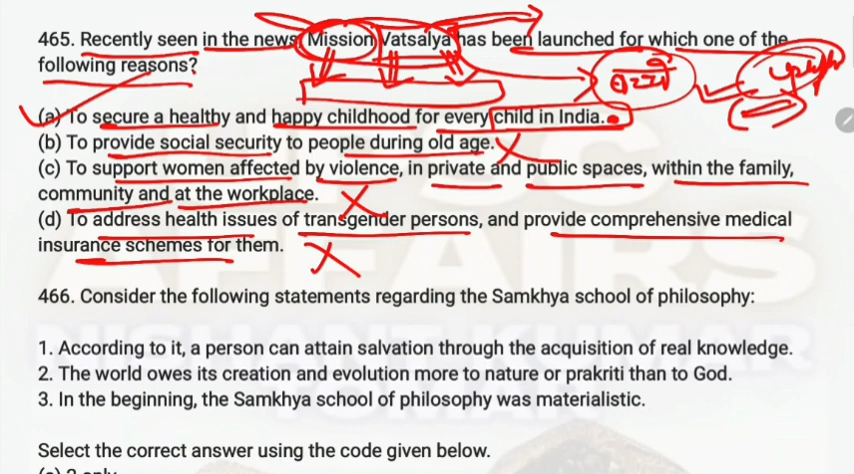 465. Recently seen in the news, Mission Vatsalya has been launched for which one of the
following reasons?
(a) To secure a healthy and happy childhood for every child in India.
(b) To provide social security to people during old age.
(c) To support women affected by violence, in private and public spaces, within the family,
community and at the workplace.
(d) To address health issues of transgender persons, and provide comprehensive medical
insurance schemes for them.
466. Consider the following statements regarding the Samkhya school of philosophy:
1. According to it, a person can attain salvation through the acquisition of real knowledge.
2. The world owes its creation and evolution more to nature or prakriti than to God.
3. In the beginning, the Samkhya school of philosophy was materialistic.
Select the correct answer using the code given below.
(a) 2 only
AFFAIRS
NISHANT KUMAR